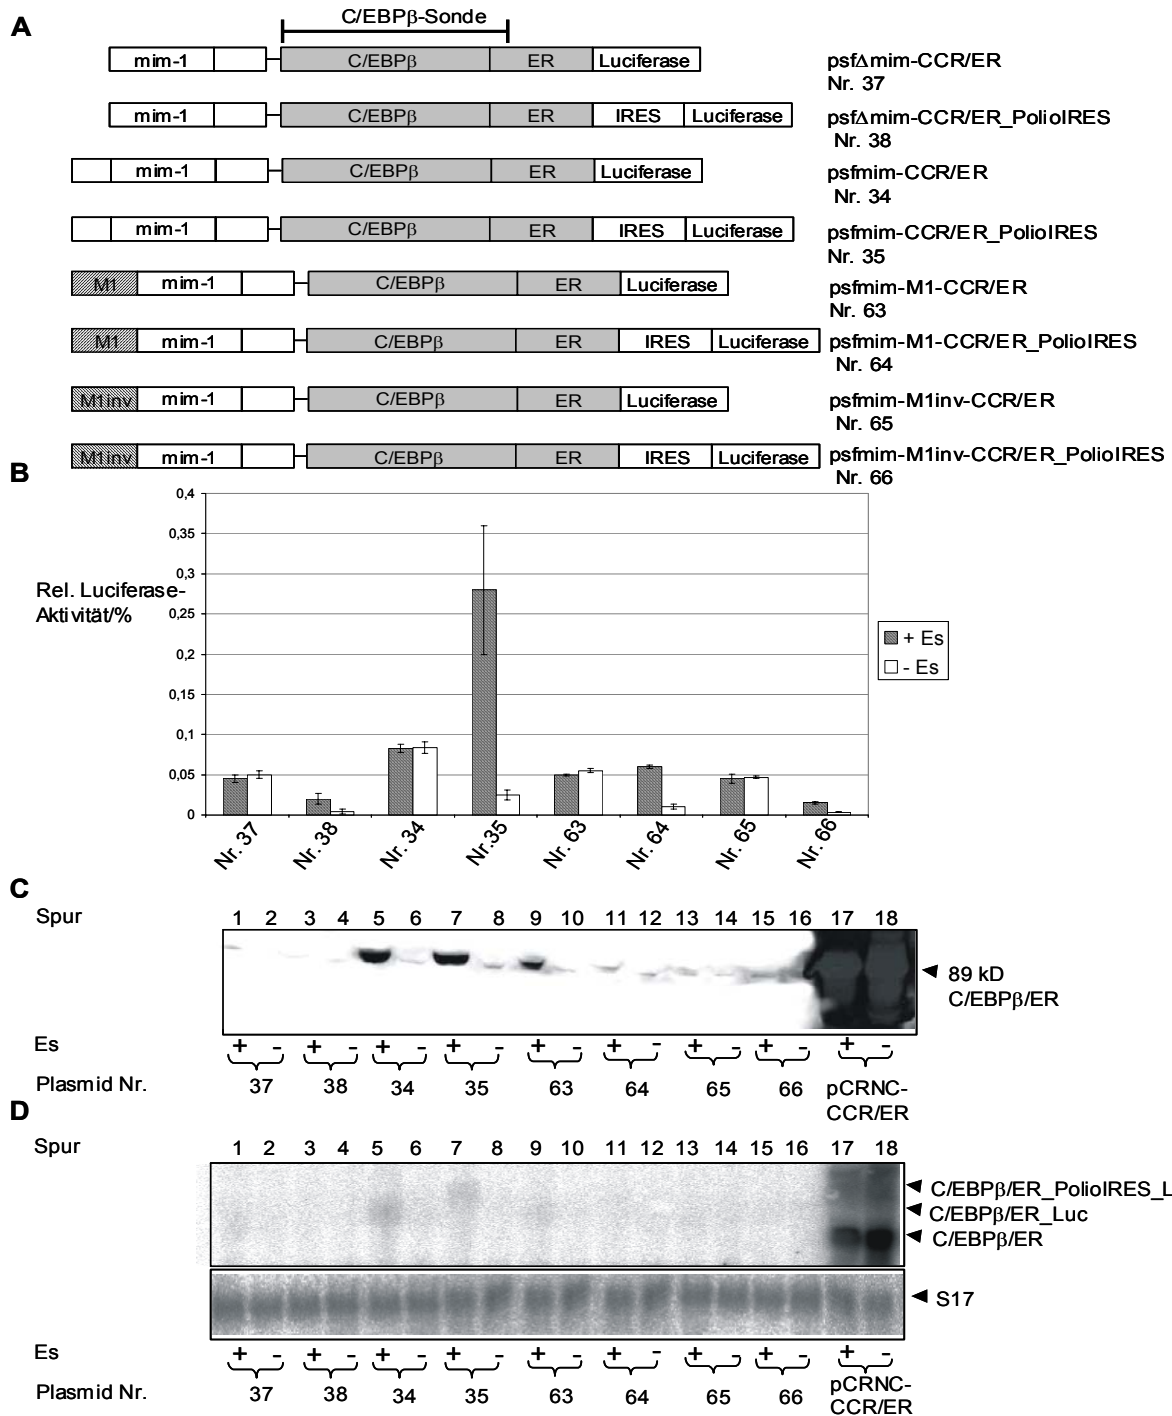 A
C/EBPβ-Sonde
mim-1 C/EBPβ ER Luciferase psfΔmim-CCR/ER
Nr. 37
mim-1 C/EBPβ ER IRES Luciferase psfΔmim-CCR/ER_PolioIRES
Nr. 38
mim-1 C/EBPβ ER Luciferase psfmim-CCR/ER
Nr. 34
mim-1 C/EBPβ ER IRES Luciferase psfmim-CCR/ER_PolioIRES
Nr. 35
M1 mim-1 C/EBPβ ER Luciferase psfmim-M1-CCR/ER
Nr. 63
M1 mim-1 C/EBPβ ER IRES Luciferase psfmim-M1-CCR/ER_PolioIRES
Nr. 64
M1inv mim-1 C/EBPβ ER Luciferase psfmim-M1inv-CCR/ER
Nr. 65
M1inv mim-1 C/EBPβ ER IRES Luciferase psfmim-M1inv-CCR/ER_PolioIRES
Nr. 66
B
Rel. Luciferase-
Aktivität/%
0,4
0,35
0,3
0,25
0,2
0,15
0,1
0,05
0
+ Es
- Es
Nr. 37 Nr. 38 Nr. 34 Nr.35 Nr. 63 Nr. 64 Nr. 65 Nr. 66
C
Spur 1 2 3 4 5 6 7 8 9 10 11 12 13 14 15 16 17 18
89 kD
C/EBPβ/ER
Es + - + - + - + - + - + - + - + - + -
Plasmid Nr. 37 38 34 35 63 64 65 66 pCRNC-
CCR/ER
D
Spur 1 2 3 4 5 6 7 8 9 10 11 12 13 14 15 16 17 18
C/EBPβ/ER_PolioIRES_L
C/EBPβ/ER_Luc
C/EBPβ/ER
S17
Es + - + - + - + - + - + - + - + - + -
Plasmid Nr. 37 38 34 35 63 64 65 66 pCRNC-
CCR/ER